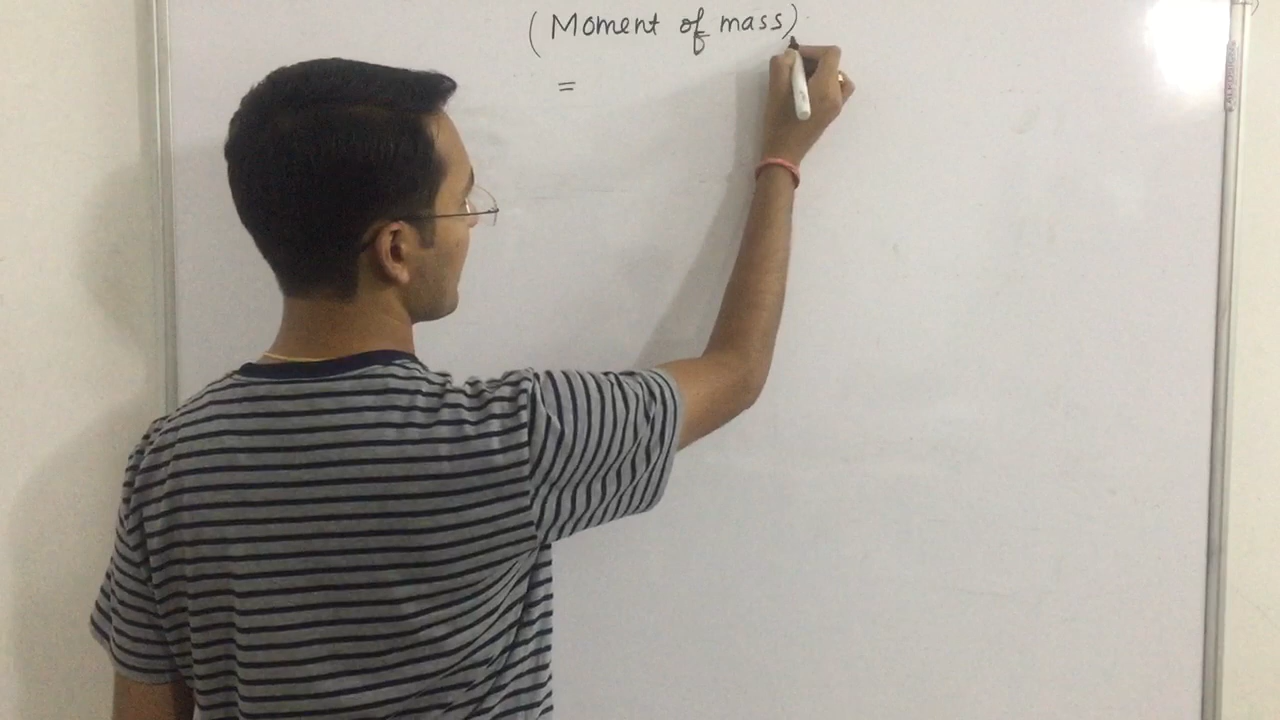 (Moment of mass)
=